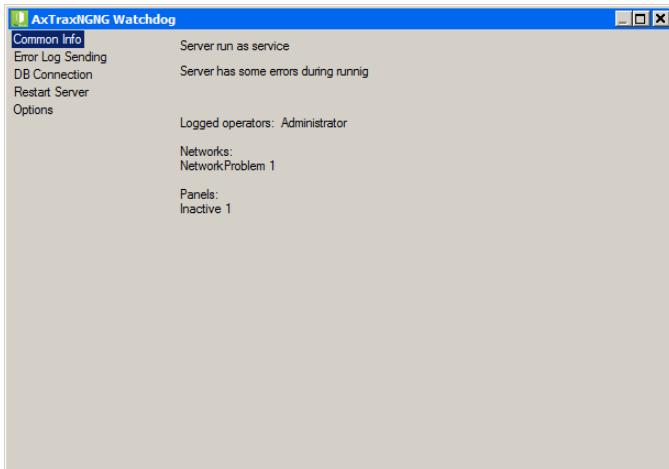 AxTraxNGNG Watchdog
Common Info
Error Log Sending
DB Connection
Restart Server
Options
Server run as service
Server has some errors during runnig
Logged operators: Administrator
Networks:
NetworkProblem 1
Panels:
Inactive 1